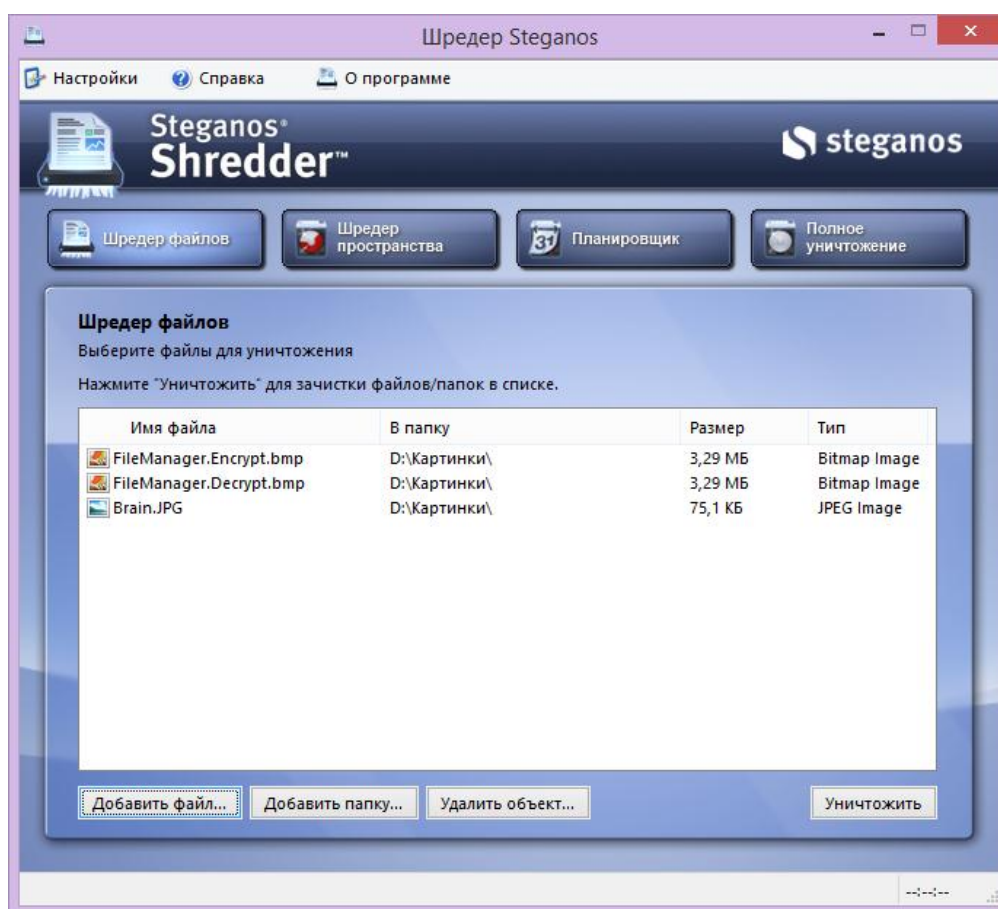 Шредер Steganos
Настройки Справка О программе
Steganos®
Shredder™
steganos
Шредер файлов
Шредер
пространства
31 Планировщик
Полное
уничтожение
Шредер файлов
Выберите файлы для уничтожения
Нажмите "Уничтожить" для зачистки файлов/папок в списке.
Имя файла В папку Размер Тип
FileManager.Encrypt.bmp D:\Картинки\ 3,29 МБ Bitmap Image
FileManager.Decrypt.bmp D:\Картинки\ 3,29 МБ Bitmap Image
Brain.JPG D:\Картинки\ 75,1 КБ JPEG Image
Добавить файл... Добавить папку... Удалить объект... Уничтожить
--:--:--